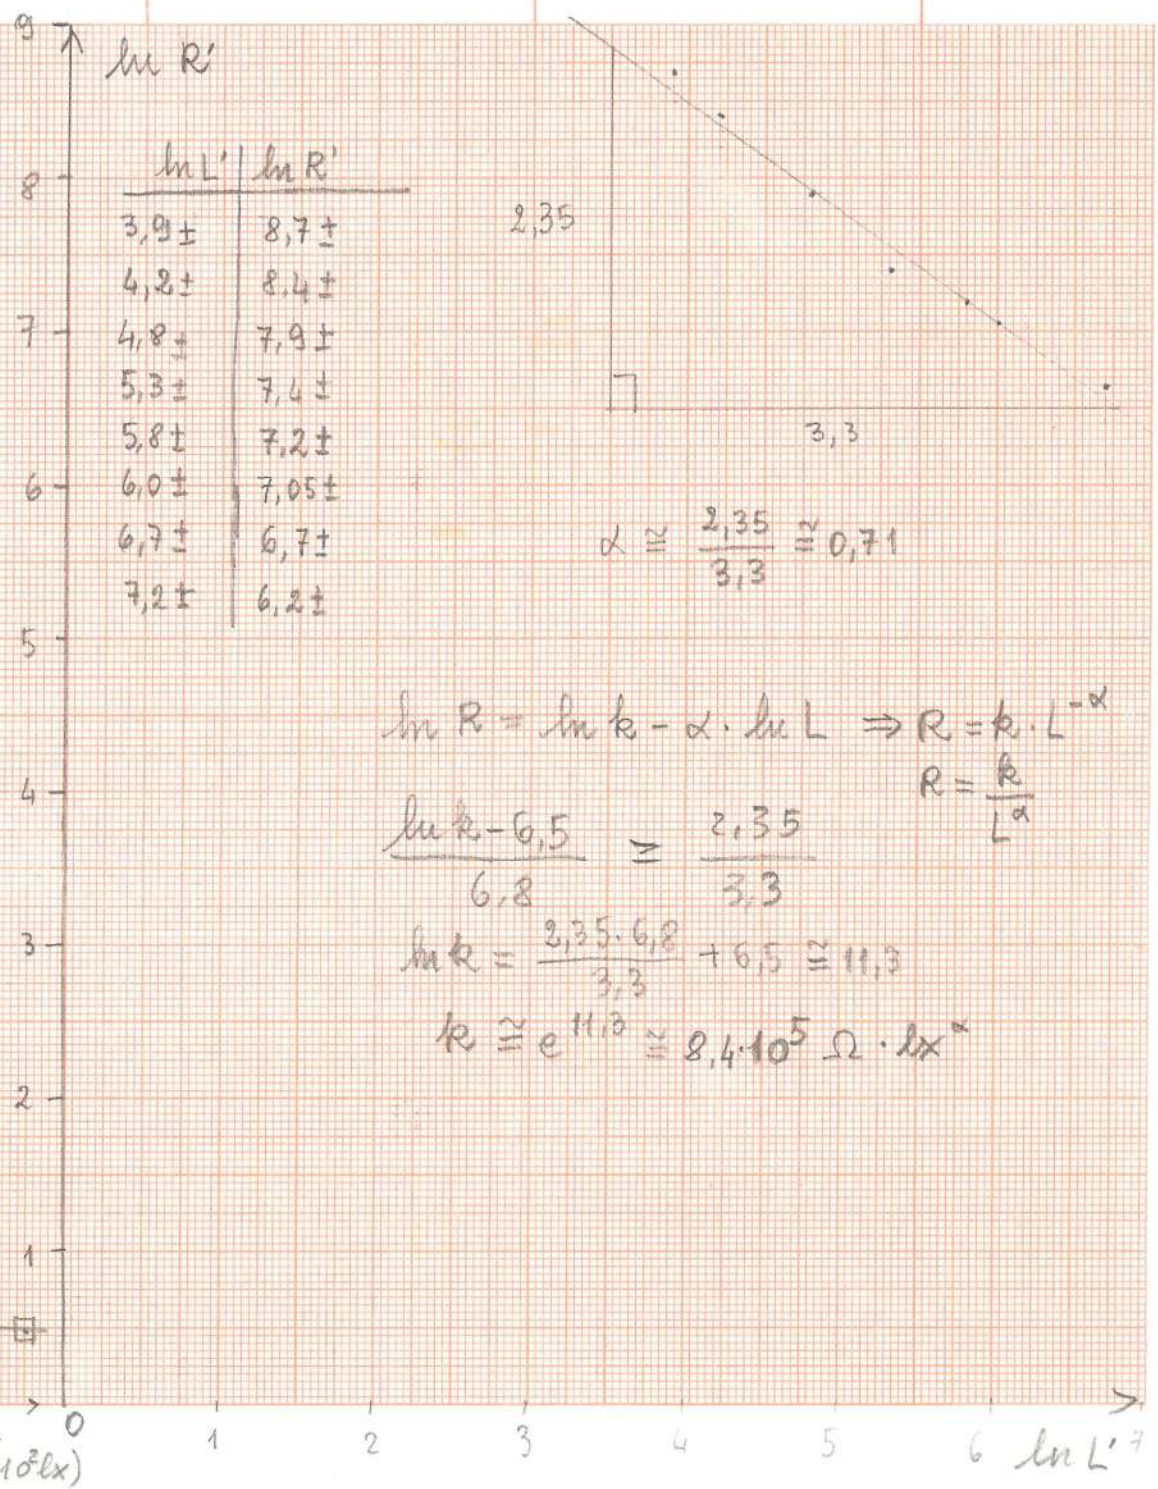 9
ln R'
ln L' | ln R'
8
3,9 ± | 8,7 ±
2,35
4,2 ± | 8,4 ±
7
4,8 ± | 7,9 ±
5,3 ± | 7,4 ±
5,8 ± | 7,2 ±
3,3
6
6,0 ± | 7,05 ±
6,7 ± | 6,7 ±
α ≅ 2,35/3,3 ≅ 0,71
7,2 ± | 6,2 ±
5
ln R = ln k - α · ln L ⇒ R = k · L^-α
R = k/L^α
4
(ln k - 6,5)/6,8 ≃ 2,35/3,3
3
ln k = (2,35 · 6,8)/3,3 + 6,5 ≅ 11,3
k ≅ e^11,3 ≅ 8,4·10^5 Ω · lx^α
2
1
0 1 2 3 4 5 6 ln L' 7
10² lx)